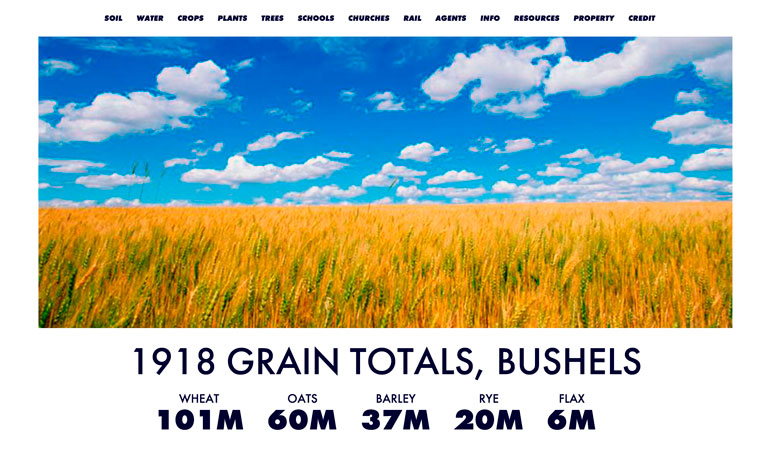 SOIL WATER CROPS PLANTS TREES SCHOOLS CHURCHES RAIL AGENTS INFO RESOURCES PROPERTY CREDIT
1918 GRAIN TOTALS, BUSHELS
WHEAT OATS BARLEY RYE FLAX
101M 60M 37M 20M 6M